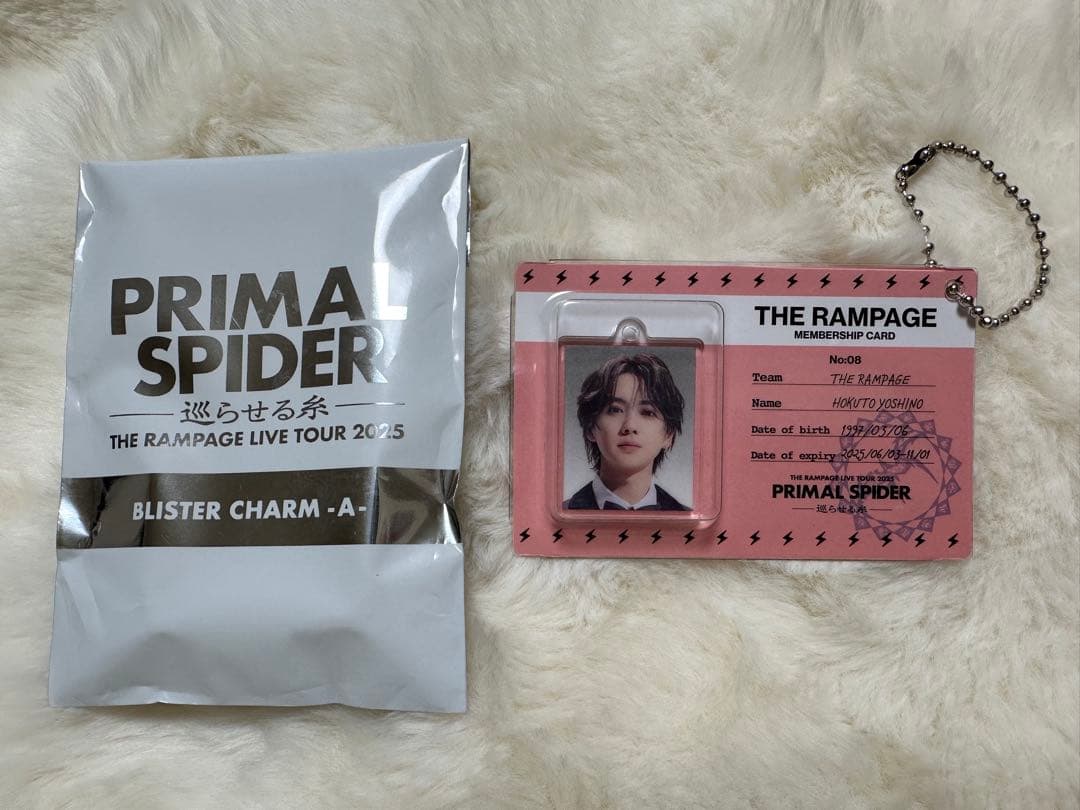 PRIMAL
SPIDER
巡らせる糸
THE RAMPAGE LIVE TOUR 2025
BLISTER CHARM -A-
THE RAMPAGE
MEMBERSHIP CARD
No:08
Team THE RAMPAGE
Name HOKUTO YOSHINO
Date of birth 1997/03/06
Date of expiry 2025/06/03-11/01
THE RAMPAGE LIVE TOUR 2025
PRIMAL SPIDER
巡らせる糸